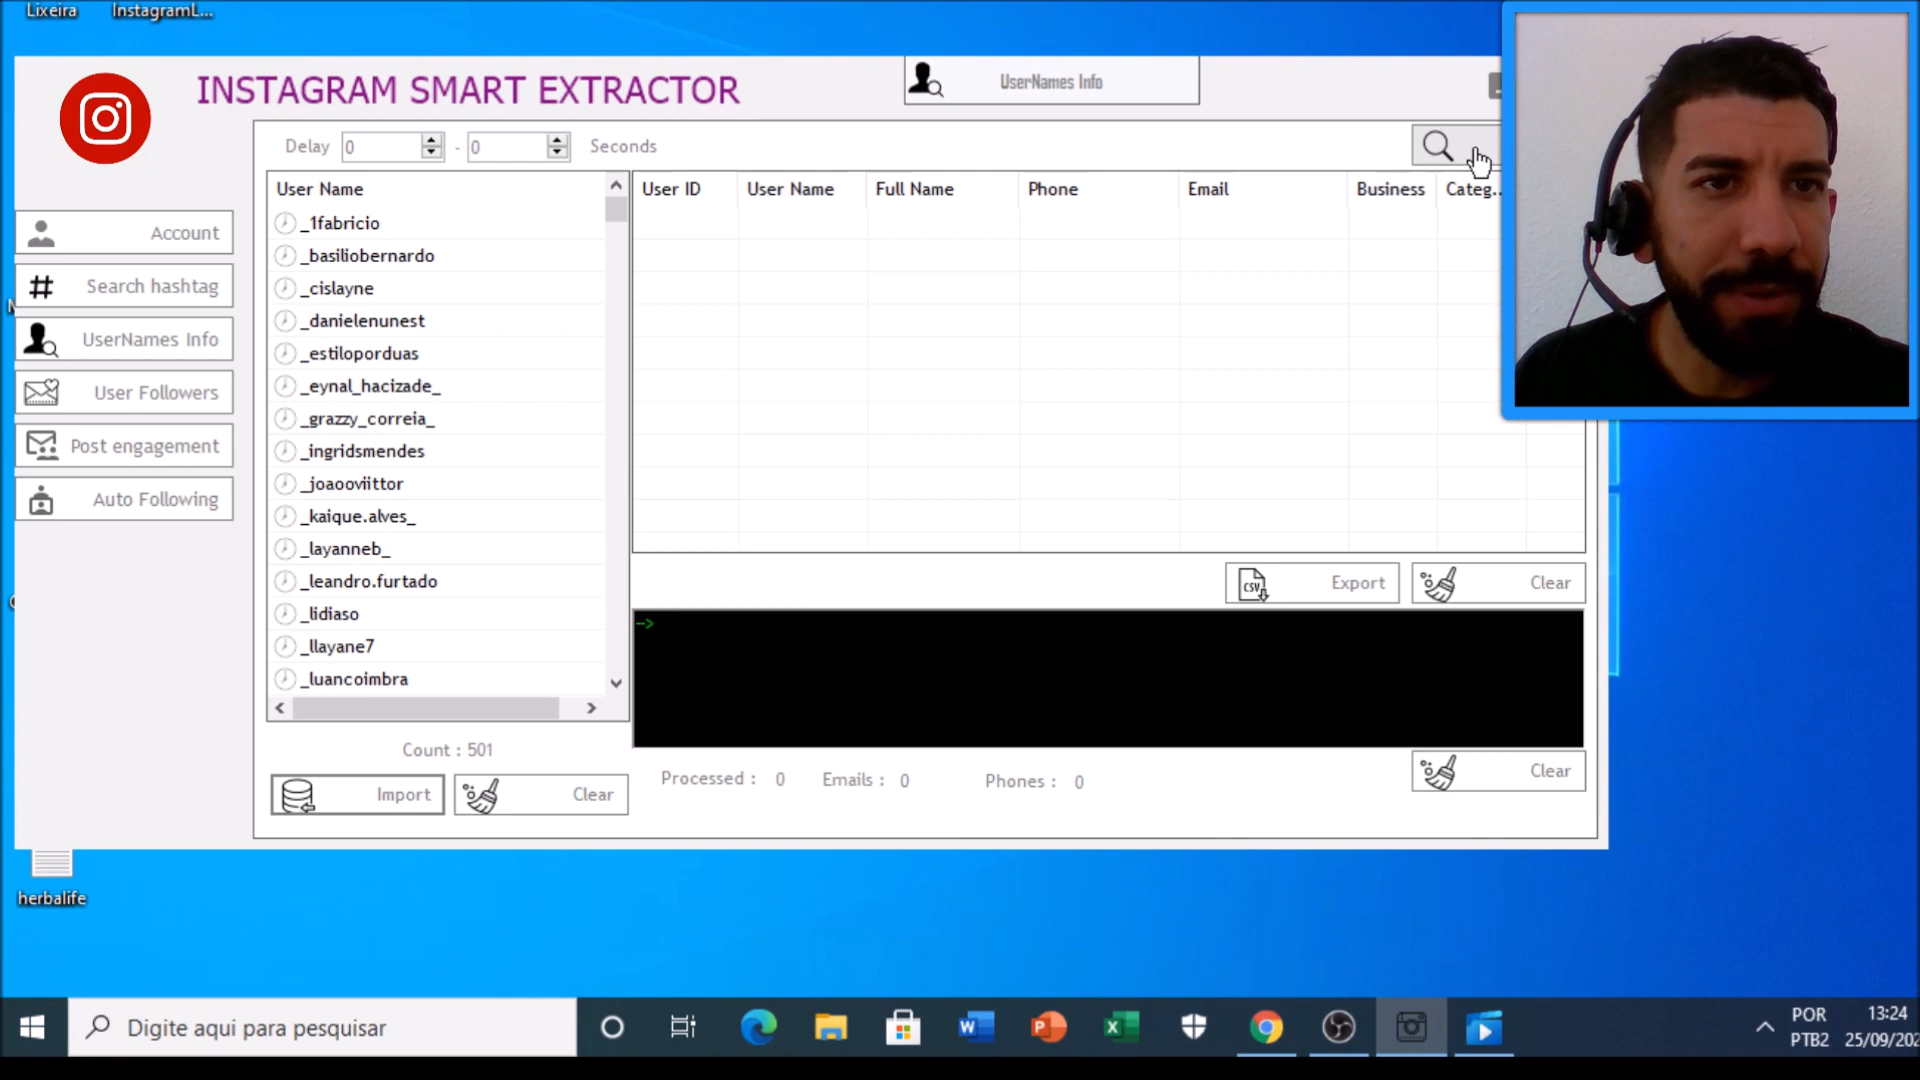 Lixeira
InstagramL...
INSTAGRAM SMART EXTRACTOR
UserNames Info
Delay 0 - 0 Seconds
User Name
_1fabricio
_basiliobernardo
_cislayne
_danielenunest
_estiloporduas
_eynal_hacizade_
_grazzy_correia_
_ingridsmendes
_joaooviittor
_kaique.alves_
_layanneb_
_leandro.furtado
_lidiaso
_llayane7
_luancoimbra
Count : 501
Import
Clear
User ID User Name Full Name Phone Email Business Categ..
CSV Export
Clear
->
Processed : 0 Emails : 0 Phones : 0
Clear
Account
# Search hashtag
UserNames Info
User Followers
Post engagement
Auto Following
herbalife
Digite aqui para pesquisar
W
P
X
POR
PTB2
13:24
25/09/202